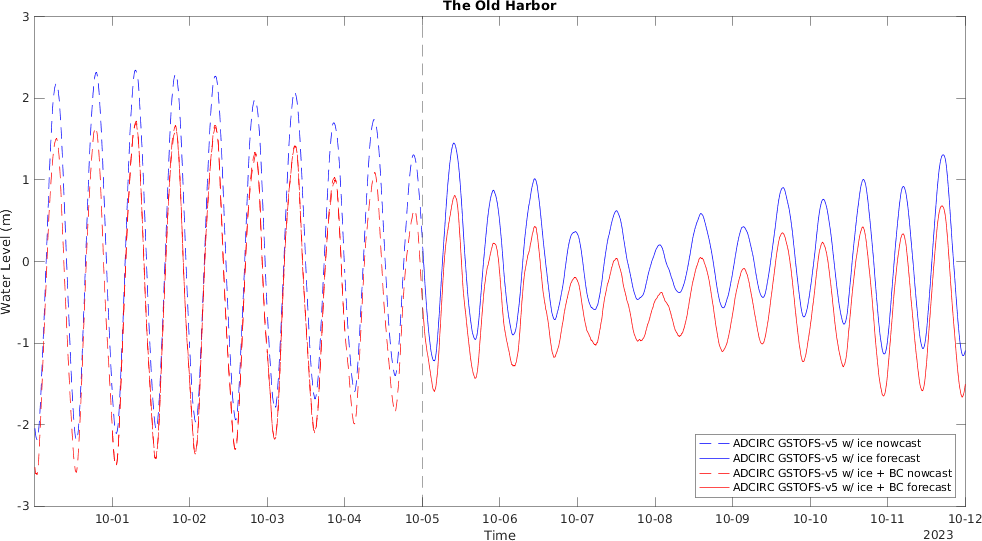 The Old Harbor
3
2
1
0
-1
-2
-3
Water Level (m)
10-01 10-02 10-03 10-04 10-05 10-06 10-07 10-08 10-09 10-10 10-11 10-12
Time
2023
ADCIRC GSTOFS-v5 w/ ice nowcast
ADCIRC GSTOFS-v5 w/ ice forecast
ADCIRC GSTOFS-v5 w/ ice + BC nowcast
ADCIRC GSTOFS-v5 w/ ice + BC forecast